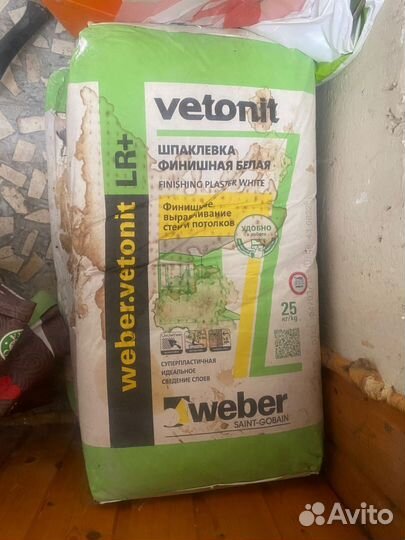 vetonit
ШПАКЛЕВКА
ФИНИШНАЯ БЕЛАЯ
FINISHING PLASTER WHITE
Финишное
выравнивание
стен и потолков
УДОБНО
в работе
weber.vetonit LR+
25
кг/kg
СУПЕРПЛАСТИЧНАЯ
ИДЕАЛЬНОЕ
СВЕДЕНИЕ СЛОЕВ
weber
SAINT-GOBAIN
Avito